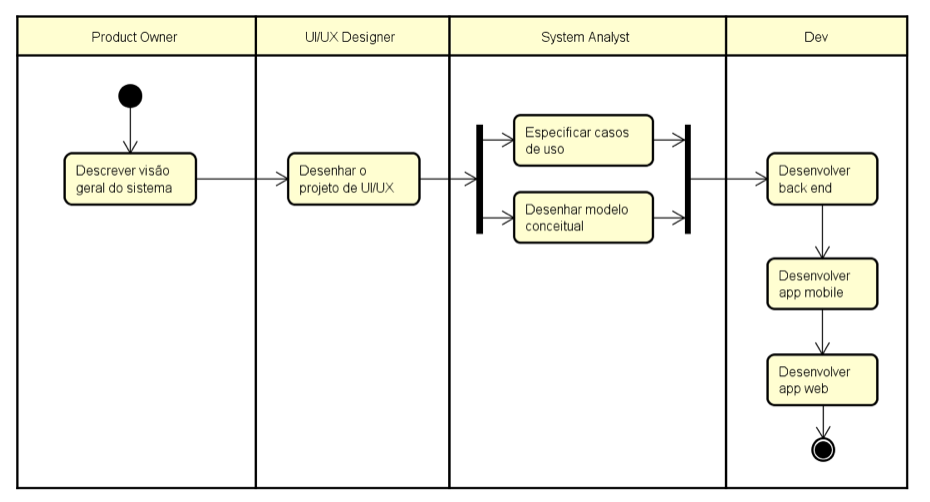 Product Owner
UI/UX Designer
System Analyst
Dev
Descrever visão
geral do sistema
Desenhar o
projeto de UI/UX
Especificar casos
de uso
Desenhar modelo
conceitual
Desenvolver
back end
Desenvolver
app mobile
Desenvolver
app web